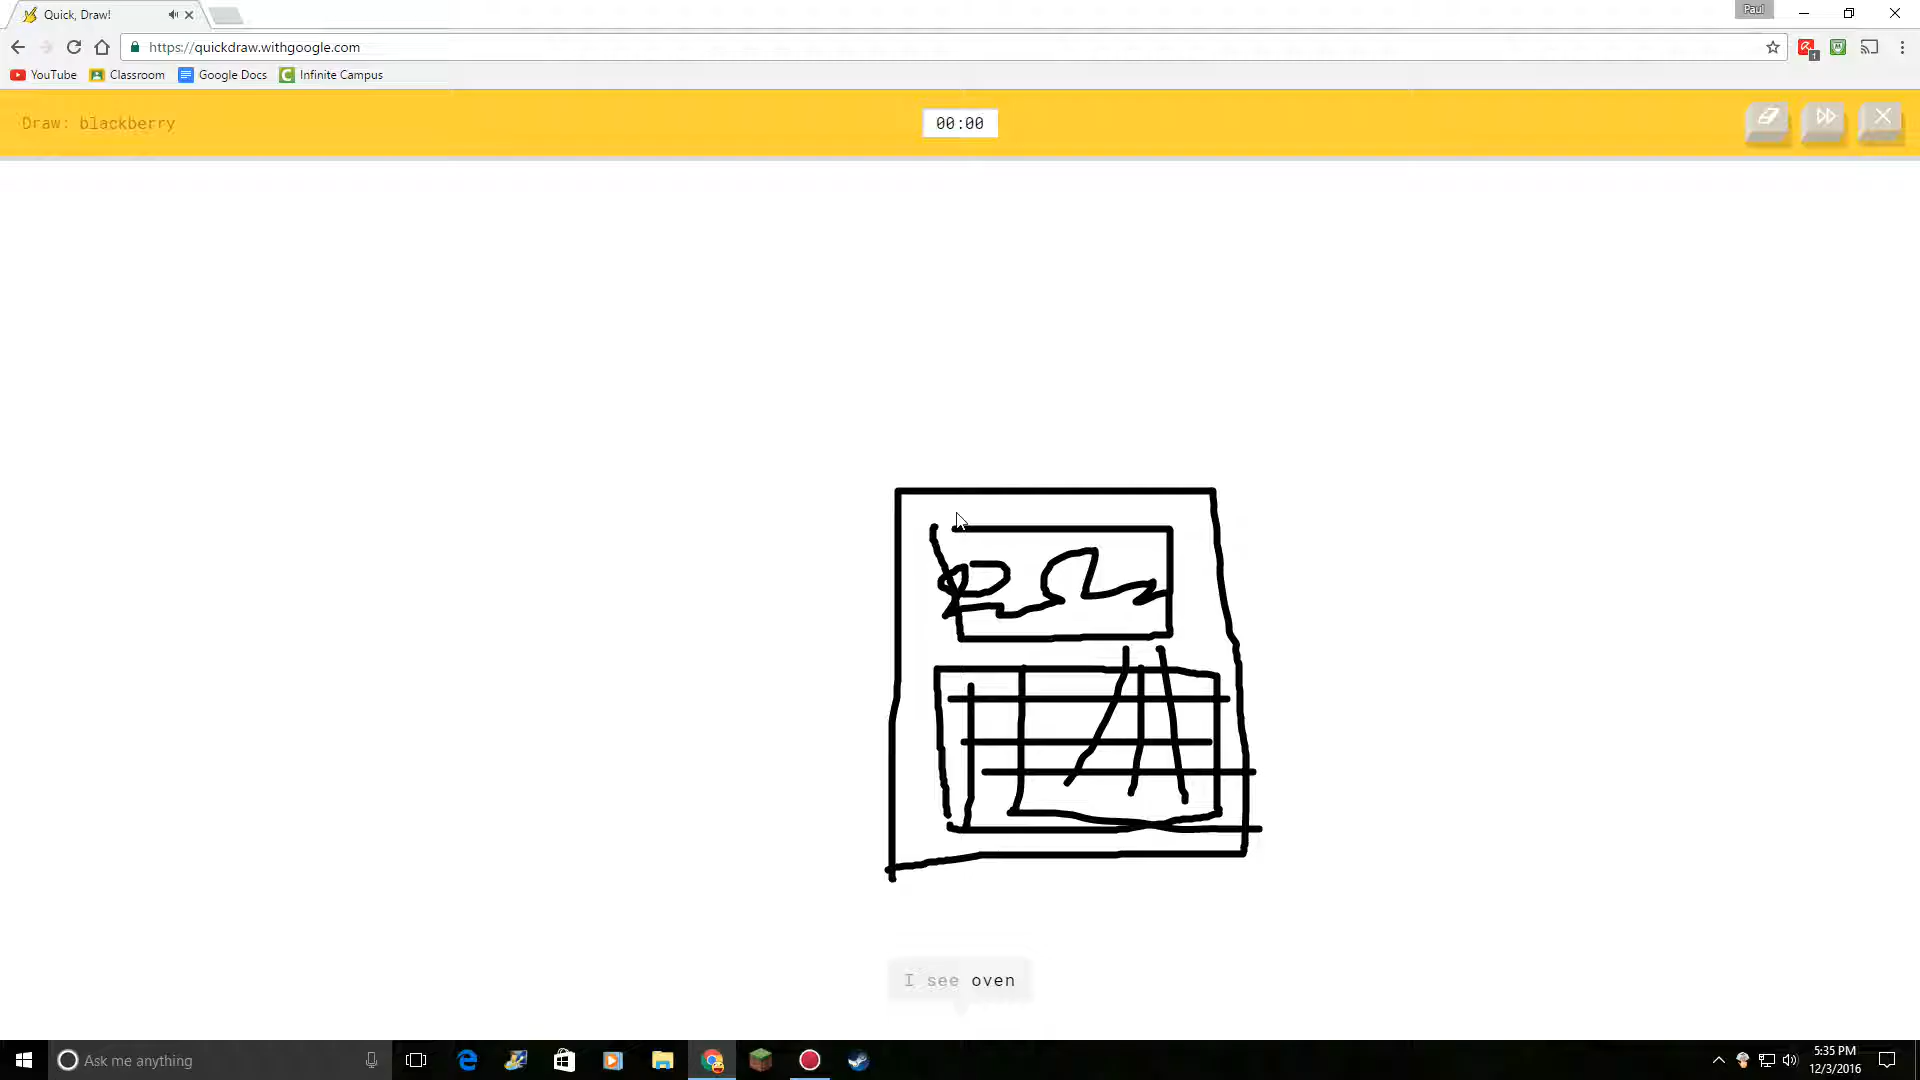 Quick, Draw!
Paul
https://quickdraw.withgoogle.com
1
YouTube Classroom Google Docs Infinite Campus
Draw: blackberry
00:00
I see oven
Ask me anything
5:35 PM
12/3/2016